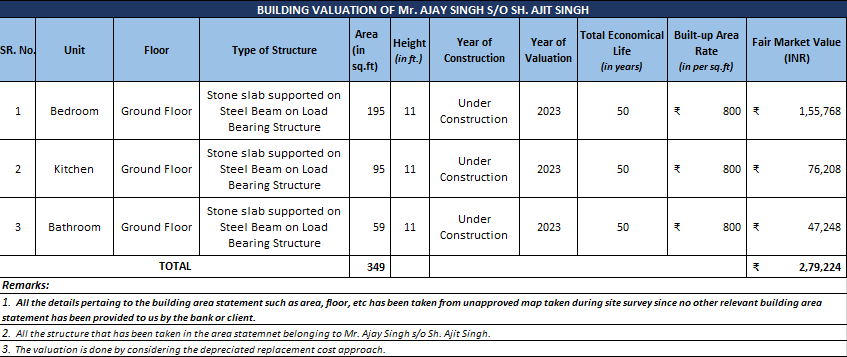 BUILDING VALUATION OF Mr. AJAY SINGH S/O SH. AJIT SINGH
SR. No. Unit Floor Type of Structure Area (in sq.ft) Height (in ft.) Year of Construction Year of Valuation Total Economical Life (in years) Built-up Area Rate (in per sq.ft) Fair Market Value (INR)
1 Bedroom Ground Floor Stone slab supported on Steel Beam on Load Bearing Structure 195 11 Under Construction 2023 50 ₹ 800 ₹ 1,55,768
2 Kitchen Ground Floor Stone slab supported on Steel Beam on Load Bearing Structure 95 11 Under Construction 2023 50 ₹ 800 ₹ 76,208
3 Bathroom Ground Floor Stone slab supported on Steel Beam on Load Bearing Structure 59 11 Under Construction 2023 50 ₹ 800 ₹ 47,248
TOTAL 349 ₹ 2,79,224
Remarks:
1. All the details pertaining to the building area statement such as area, floor, etc has been taken from unapproved map taken during site survey since no other relevant building area
statement has been provided to us by the bank or client.
2. All the structure that has been taken in the area statemnet belonging to Mr. Ajay Singh s/o Sh. Ajit Singh.
3. The valuation is done by considering the depreciated replacement cost approach.